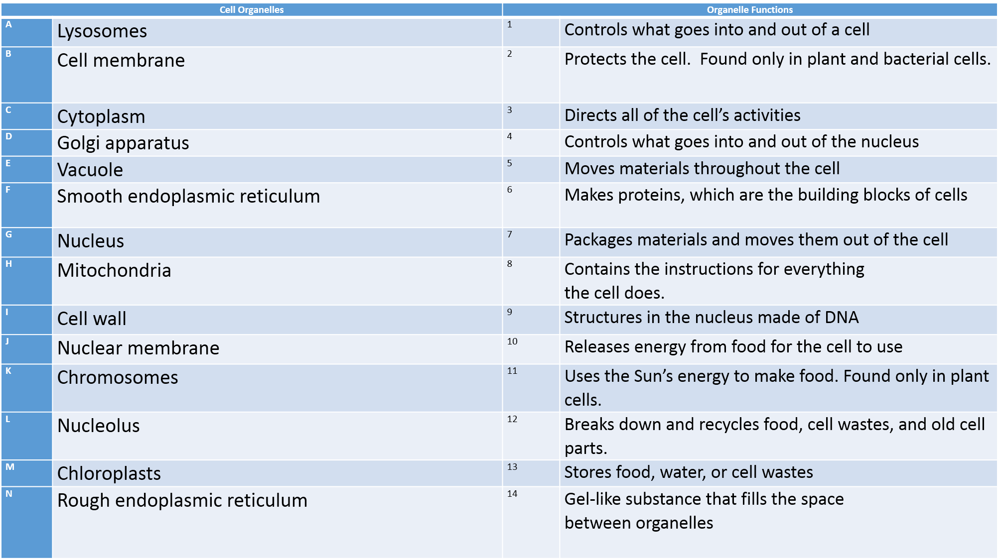 Cell Organelles Organelle Functions
A Lysosomes 1 Controls what goes into and out of a cell
B Cell membrane 2 Protects the cell.  Found only in plant and bacterial cells.
C Cytoplasm 3 Directs all of the cell’s activities
D Golgi apparatus 4 Controls what goes into and out of the nucleus
E Vacuole 5 Moves materials throughout the cell
F Smooth endoplasmic reticulum 6 Makes proteins, which are the building blocks of cells
G Nucleus 7 Packages materials and moves them out of the cell
H Mitochondria 8 Contains the instructions for everything
the cell does.
I Cell wall 9 Structures in the nucleus made of DNA
J Nuclear membrane 10 Releases energy from food for the cell to use
K Chromosomes 11 Uses the Sun’s energy to make food. Found only in plant
cells.
L Nucleolus 12 Breaks down and recycles food, cell wastes, and old cell
parts.
M Chloroplasts 13 Stores food, water, or cell wastes
N Rough endoplasmic reticulum 14 Gel-like substance that fills the space
between organelles